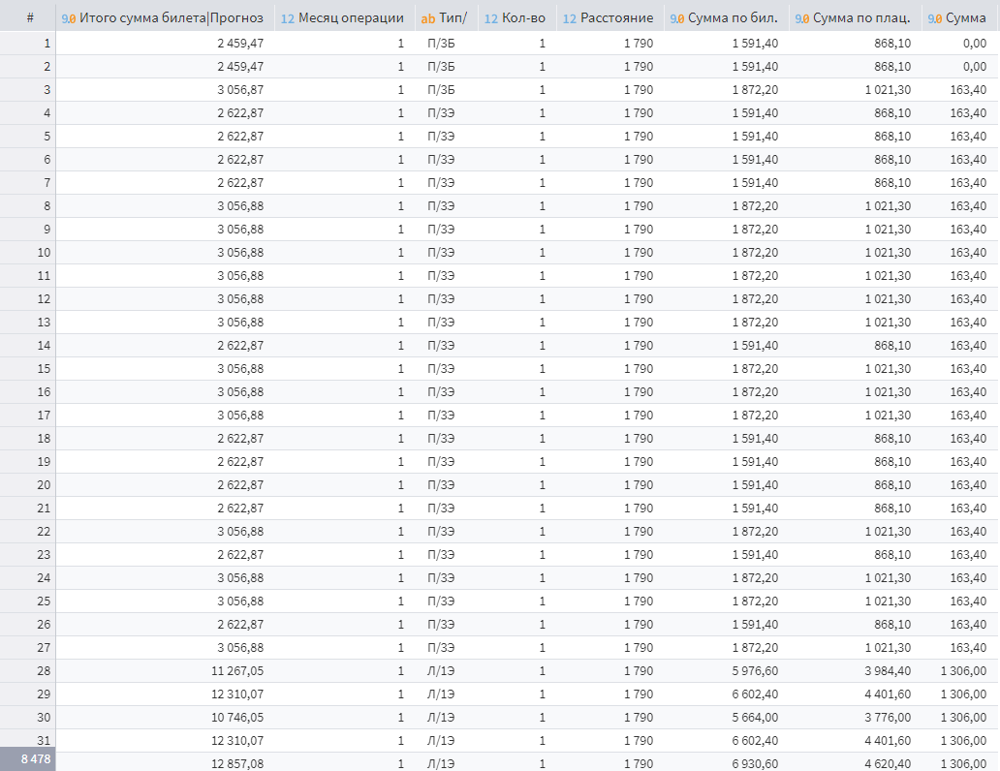 # 9.0 Итого сумма билета|Прогноз 12 Месяц операции ab Тип/ 12 Кол-во 12 Расстояние 9.0 Сумма по бил. 9.0 Сумма по плац. 9.0 Сумма
1 2 459,47 1 П/3Б 1 1 790 1 591,40 868,10 0,00
2 2 459,47 1 П/3Б 1 1 790 1 591,40 868,10 0,00
3 3 056,87 1 П/3Б 1 1 790 1 872,20 1 021,30 163,40
4 2 622,87 1 П/3Э 1 1 790 1 591,40 868,10 163,40
5 2 622,87 1 П/3Э 1 1 790 1 591,40 868,10 163,40
6 2 622,87 1 П/3Э 1 1 790 1 591,40 868,10 163,40
7 2 622,87 1 П/3Э 1 1 790 1 591,40 868,10 163,40
8 3 056,88 1 П/3Э 1 1 790 1 872,20 1 021,30 163,40
9 3 056,88 1 П/3Э 1 1 790 1 872,20 1 021,30 163,40
10 3 056,88 1 П/3Э 1 1 790 1 872,20 1 021,30 163,40
11 3 056,88 1 П/3Э 1 1 790 1 872,20 1 021,30 163,40
12 3 056,88 1 П/3Э 1 1 790 1 872,20 1 021,30 163,40
13 3 056,88 1 П/3Э 1 1 790 1 872,20 1 021,30 163,40
14 2 622,87 1 П/3Э 1 1 790 1 591,40 868,10 163,40
15 3 056,88 1 П/3Э 1 1 790 1 872,20 1 021,30 163,40
16 3 056,88 1 П/3Э 1 1 790 1 872,20 1 021,30 163,40
17 3 056,88 1 П/3Э 1 1 790 1 872,20 1 021,30 163,40
18 2 622,87 1 П/3Э 1 1 790 1 591,40 868,10 163,40
19 2 622,87 1 П/3Э 1 1 790 1 591,40 868,10 163,40
20 2 622,87 1 П/3Э 1 1 790 1 591,40 868,10 163,40
21 2 622,87 1 П/3Э 1 1 790 1 591,40 868,10 163,40
22 3 056,88 1 П/3Э 1 1 790 1 872,20 1 021,30 163,40
23 2 622,87 1 П/3Э 1 1 790 1 591,40 868,10 163,40
24 3 056,88 1 П/3Э 1 1 790 1 872,20 1 021,30 163,40
25 3 056,88 1 П/3Э 1 1 790 1 872,20 1 021,30 163,40
26 2 622,87 1 П/3Э 1 1 790 1 591,40 868,10 163,40
27 3 056,88 1 П/3Э 1 1 790 1 872,20 1 021,30 163,40
28 11 267,05 1 Л/1Э 1 1 790 5 976,60 3 984,40 1 306,00
29 12 310,07 1 Л/1Э 1 1 790 6 602,40 4 401,60 1 306,00
30 10 746,05 1 Л/1Э 1 1 790 5 664,00 3 776,00 1 306,00
31 12 310,07 1 Л/1Э 1 1 790 6 602,40 4 401,60 1 306,00
8 478 12 857,08 1 Л/1Э 1 1 790 6 930,60 4 620,40 1 306,00